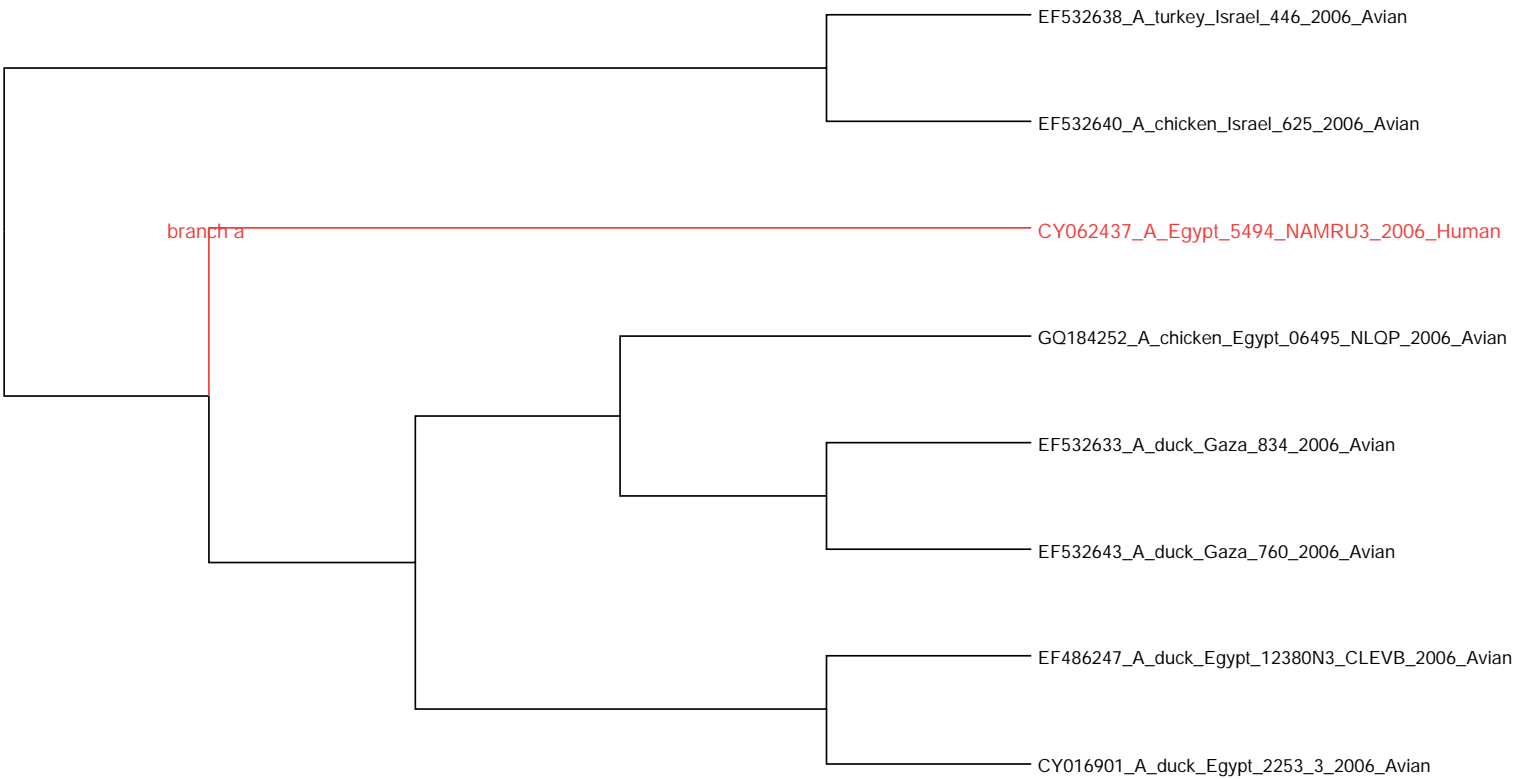 EF532638_A_turkey_Israel_446_2006_Avian
EF532640_A_chicken_Israel_625_2006_Avian
branch a
CY062437_A_Egypt_5494_NAMRU3_2006_Human
GQ184252_A_chicken_Egypt_06495_NLQP_2006_Avian
EF532633_A_duck_Gaza_834_2006_Avian
EF532643_A_duck_Gaza_760_2006_Avian
EF486247_A_duck_Egypt_12380N3_CLEVB_2006_Avian
CY016901_A_duck_Egypt_2253_3_2006_Avian